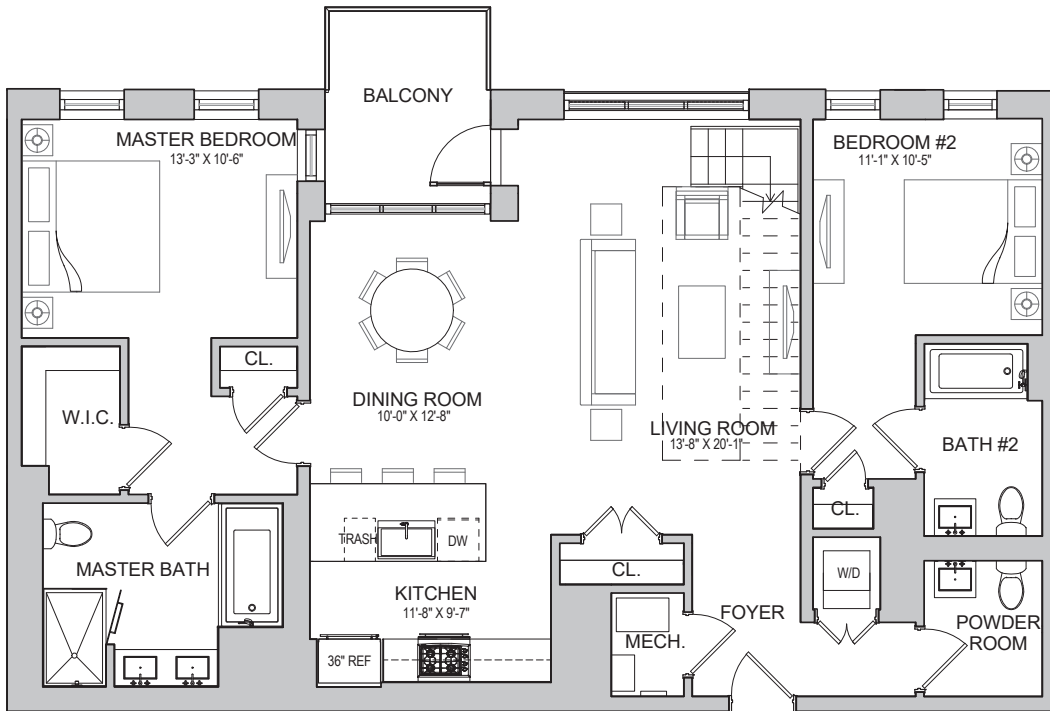 BALCONY
MASTER BEDROOM
13'-3" X 10'-6"
BEDROOM #2
11'-1" X 10'-5"
CL.
W.I.C.
DINING ROOM
10'-0" X 12'-8"
LIVING ROOM
13'-8" X 20'-1"
BATH #2
CL.
TRASH
DW
MASTER BATH
CL.
W/D
KITCHEN
11'-8" X 9'-7"
FOYER
POWDER
ROOM
MECH.
36" REF